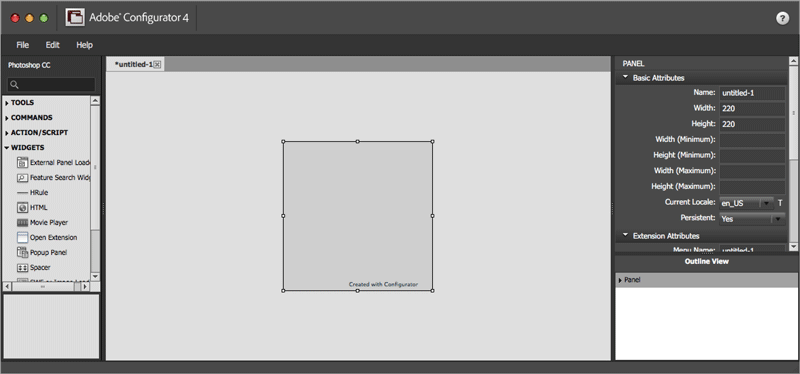 Adobe® Configurator 4
?
File Edit Help
Photoshop CC
TOOLS
COMMANDS
ACTION/SCRIPT
WIDGETS
External Panel Loade
Feature Search Widg
HRule
HTML
Movie Player
Open Extension
Popup Panel
Spacer
*untitled-1
Created with Configurator
PANEL
Basic Attributes
Name: untitled-1
Width: 220
Height: 220
Width (Minimum):
Height (Minimum):
Width (Maximum):
Height (Maximum):
Current Locale: en_US T
Persistent: Yes
Extension Attributes
Menu Name: untitled-1
Outline View
Panel